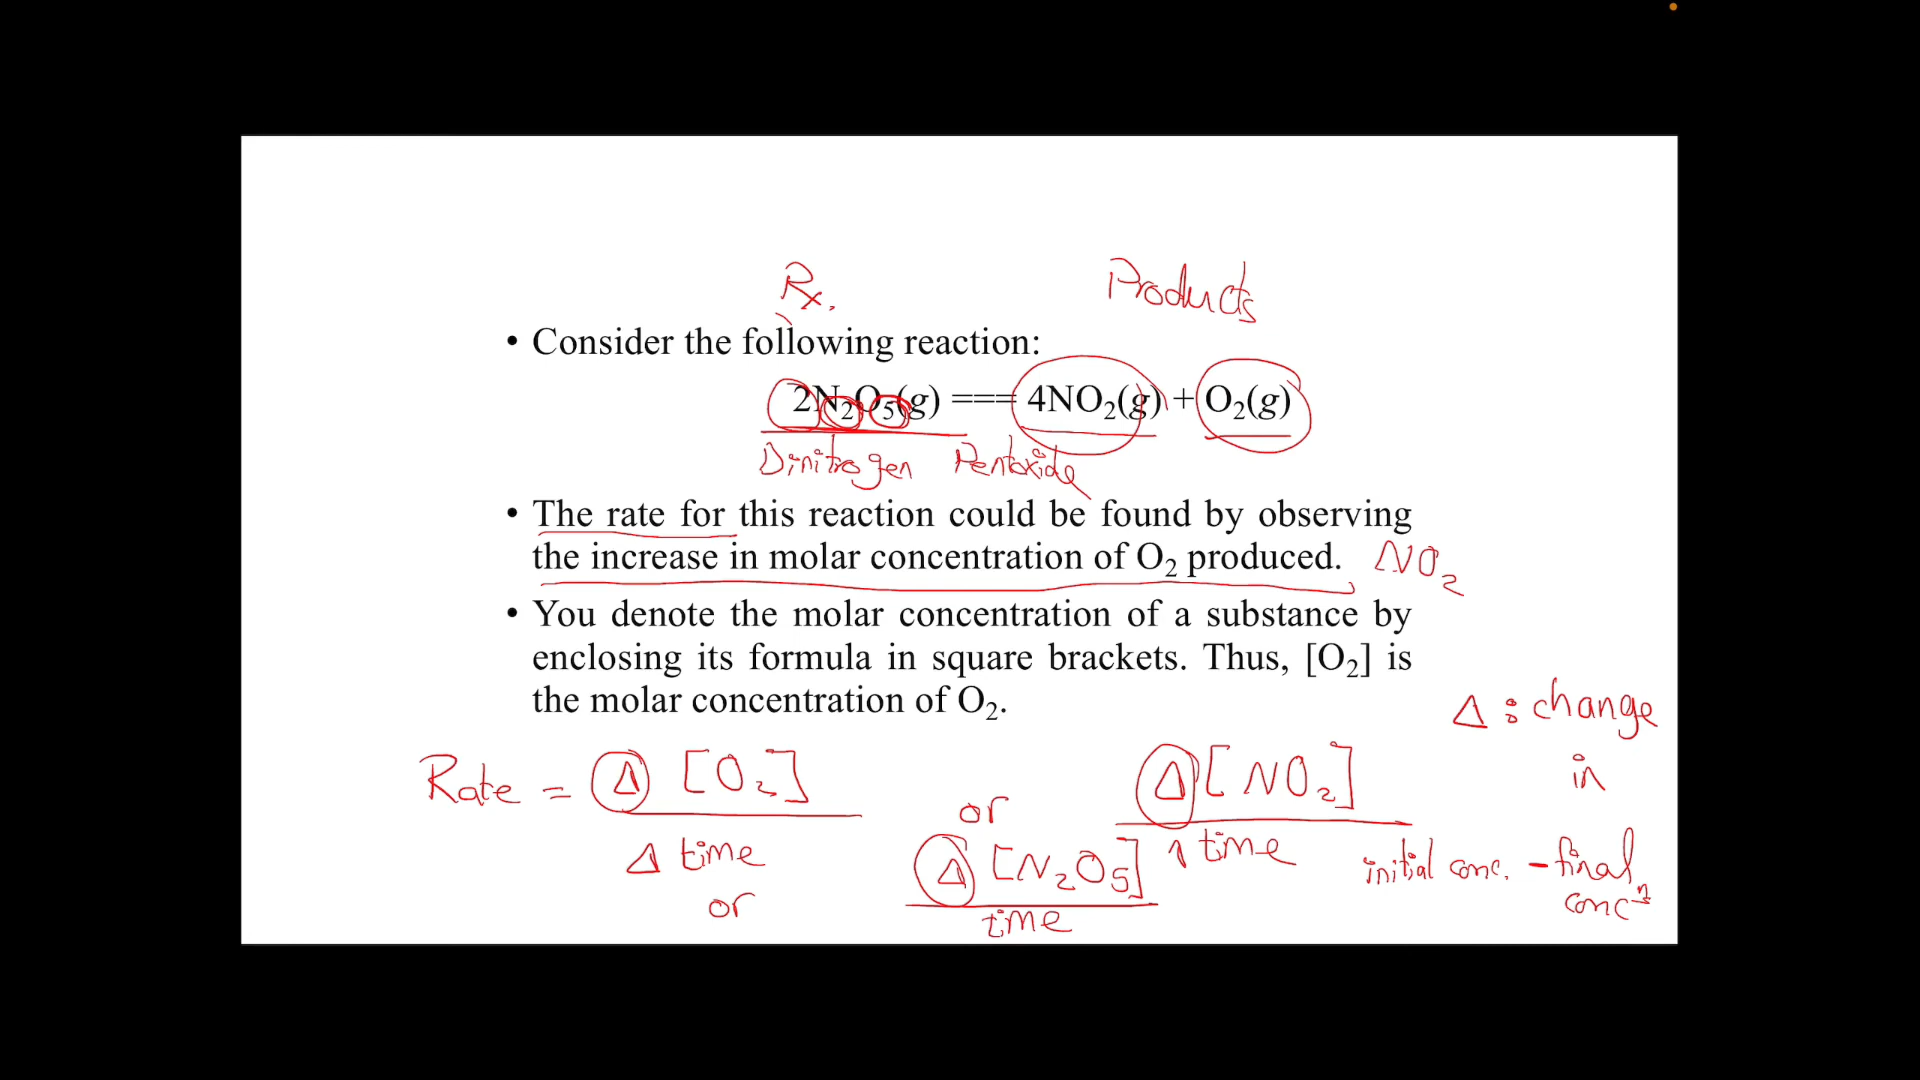 Rx. Products
• Consider the following reaction:
2N₂O₅(g) === 4NO₂(g) + O₂(g)
Dinitrogen Pentoxide
• The rate for this reaction could be found by observing
the increase in molar concentration of O₂ produced. NO₂
• You denote the molar concentration of a substance by
enclosing its formula in square brackets. Thus, [O₂] is
the molar concentration of O₂.
Δ : change
in
Rate = Δ [O₂]
Δ time
or
Δ [NO₂]
time
or
Δ [N₂O₅]
time
initial conc. - final
conc